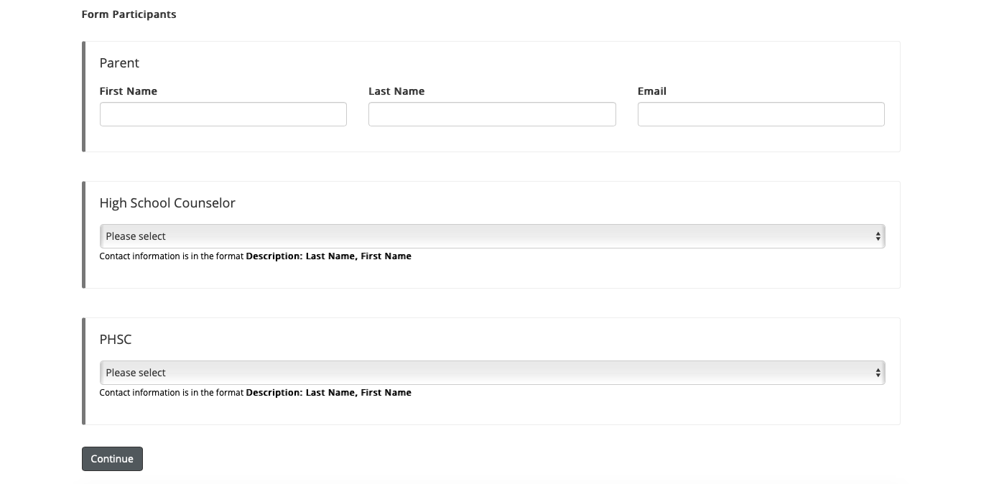 Form Participants
Parent
First Name Last Name Email
High School Counselor
Please select
Contact information is in the format Description: Last Name, First Name
PHSC
Please select
Contact information is in the format Description: Last Name, First Name
Continue